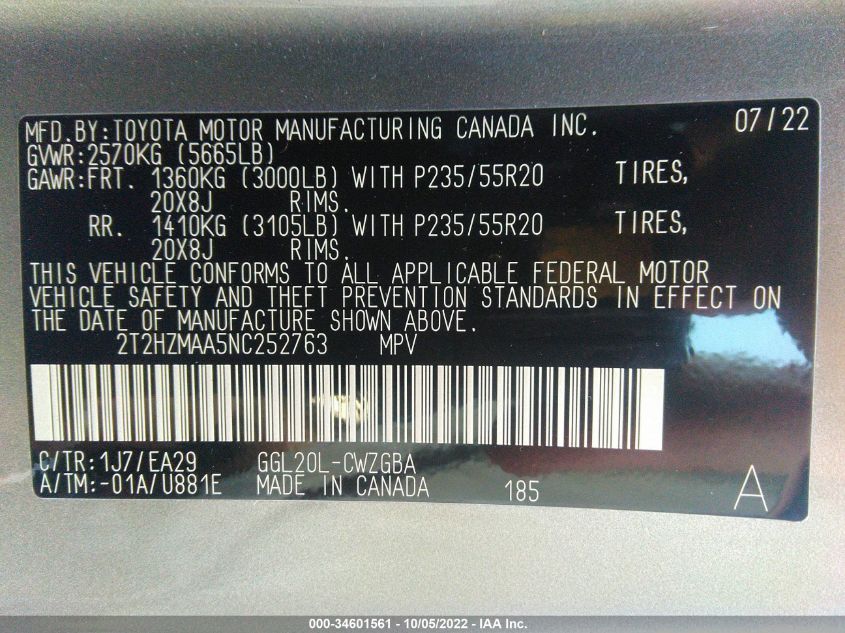 MFD.BY:TOYOTA MOTOR MANUFACTURING CANADA INC. 07/22
GVWR:2570KG (5665LB)
GAWR:FRT. 1360KG (3000LB) WITH P235/55R20 TIRES,
20X8J RIMS.
RR. 1410KG (3105LB) WITH P235/55R20 TIRES,
20X8J RIMS.
THIS VEHICLE CONFORMS TO ALL APPLICABLE FEDERAL MOTOR
VEHICLE SAFETY AND THEFT PREVENTION STANDARDS IN EFFECT ON
THE DATE OF MANUFACTURE SHOWN ABOVE.
2T2HZMAA5NC252763 MPV
C/TR:1J7/EA29 GGL20L-CWZGBA
A/TM:-01A/U881E MADE IN CANADA 185 A
000-34601561 - 10/05/2022 - IAA Inc.